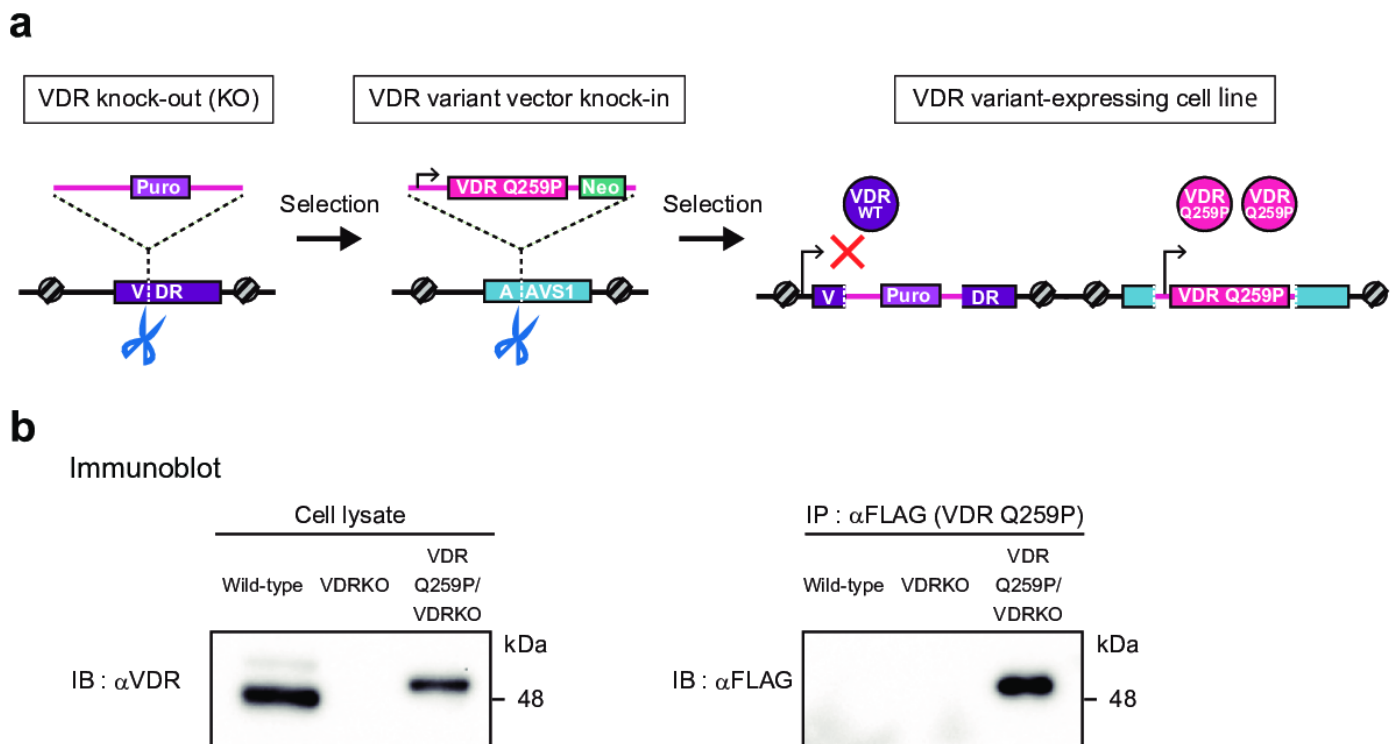 a
VDR knock-out (KO)
VDR variant vector knock-in
VDR variant-expressing cell line
Puro
Selection
VDR Q259P
Neo
Selection
VDR
WT
VDR
Q259P
VDR
Q259P
V DR
A AVS1
V
Puro
DR
VDR Q259P
b
Immunoblot
Cell lysate
Wild-type
VDRKO
VDR
Q259P/
VDRKO
kDa
IB : αVDR
48
IP : αFLAG (VDR Q259P)
Wild-type
VDRKO
VDR
Q259P/
VDRKO
kDa
IB : αFLAG
48